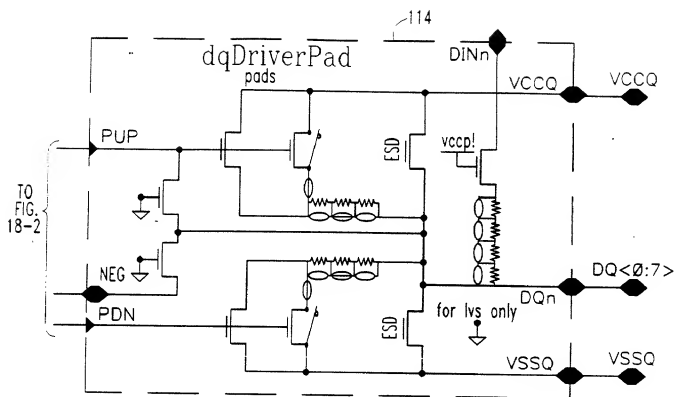 114
dqDriverPad
pads
DINn
VCCQ
VCCQ
PUP
ESD
vccp!
TO
FIG.
18-2
NEG
DQ<0:7>
DQn
for lvs only
PDN
ESD
VSSQ
VSSQ